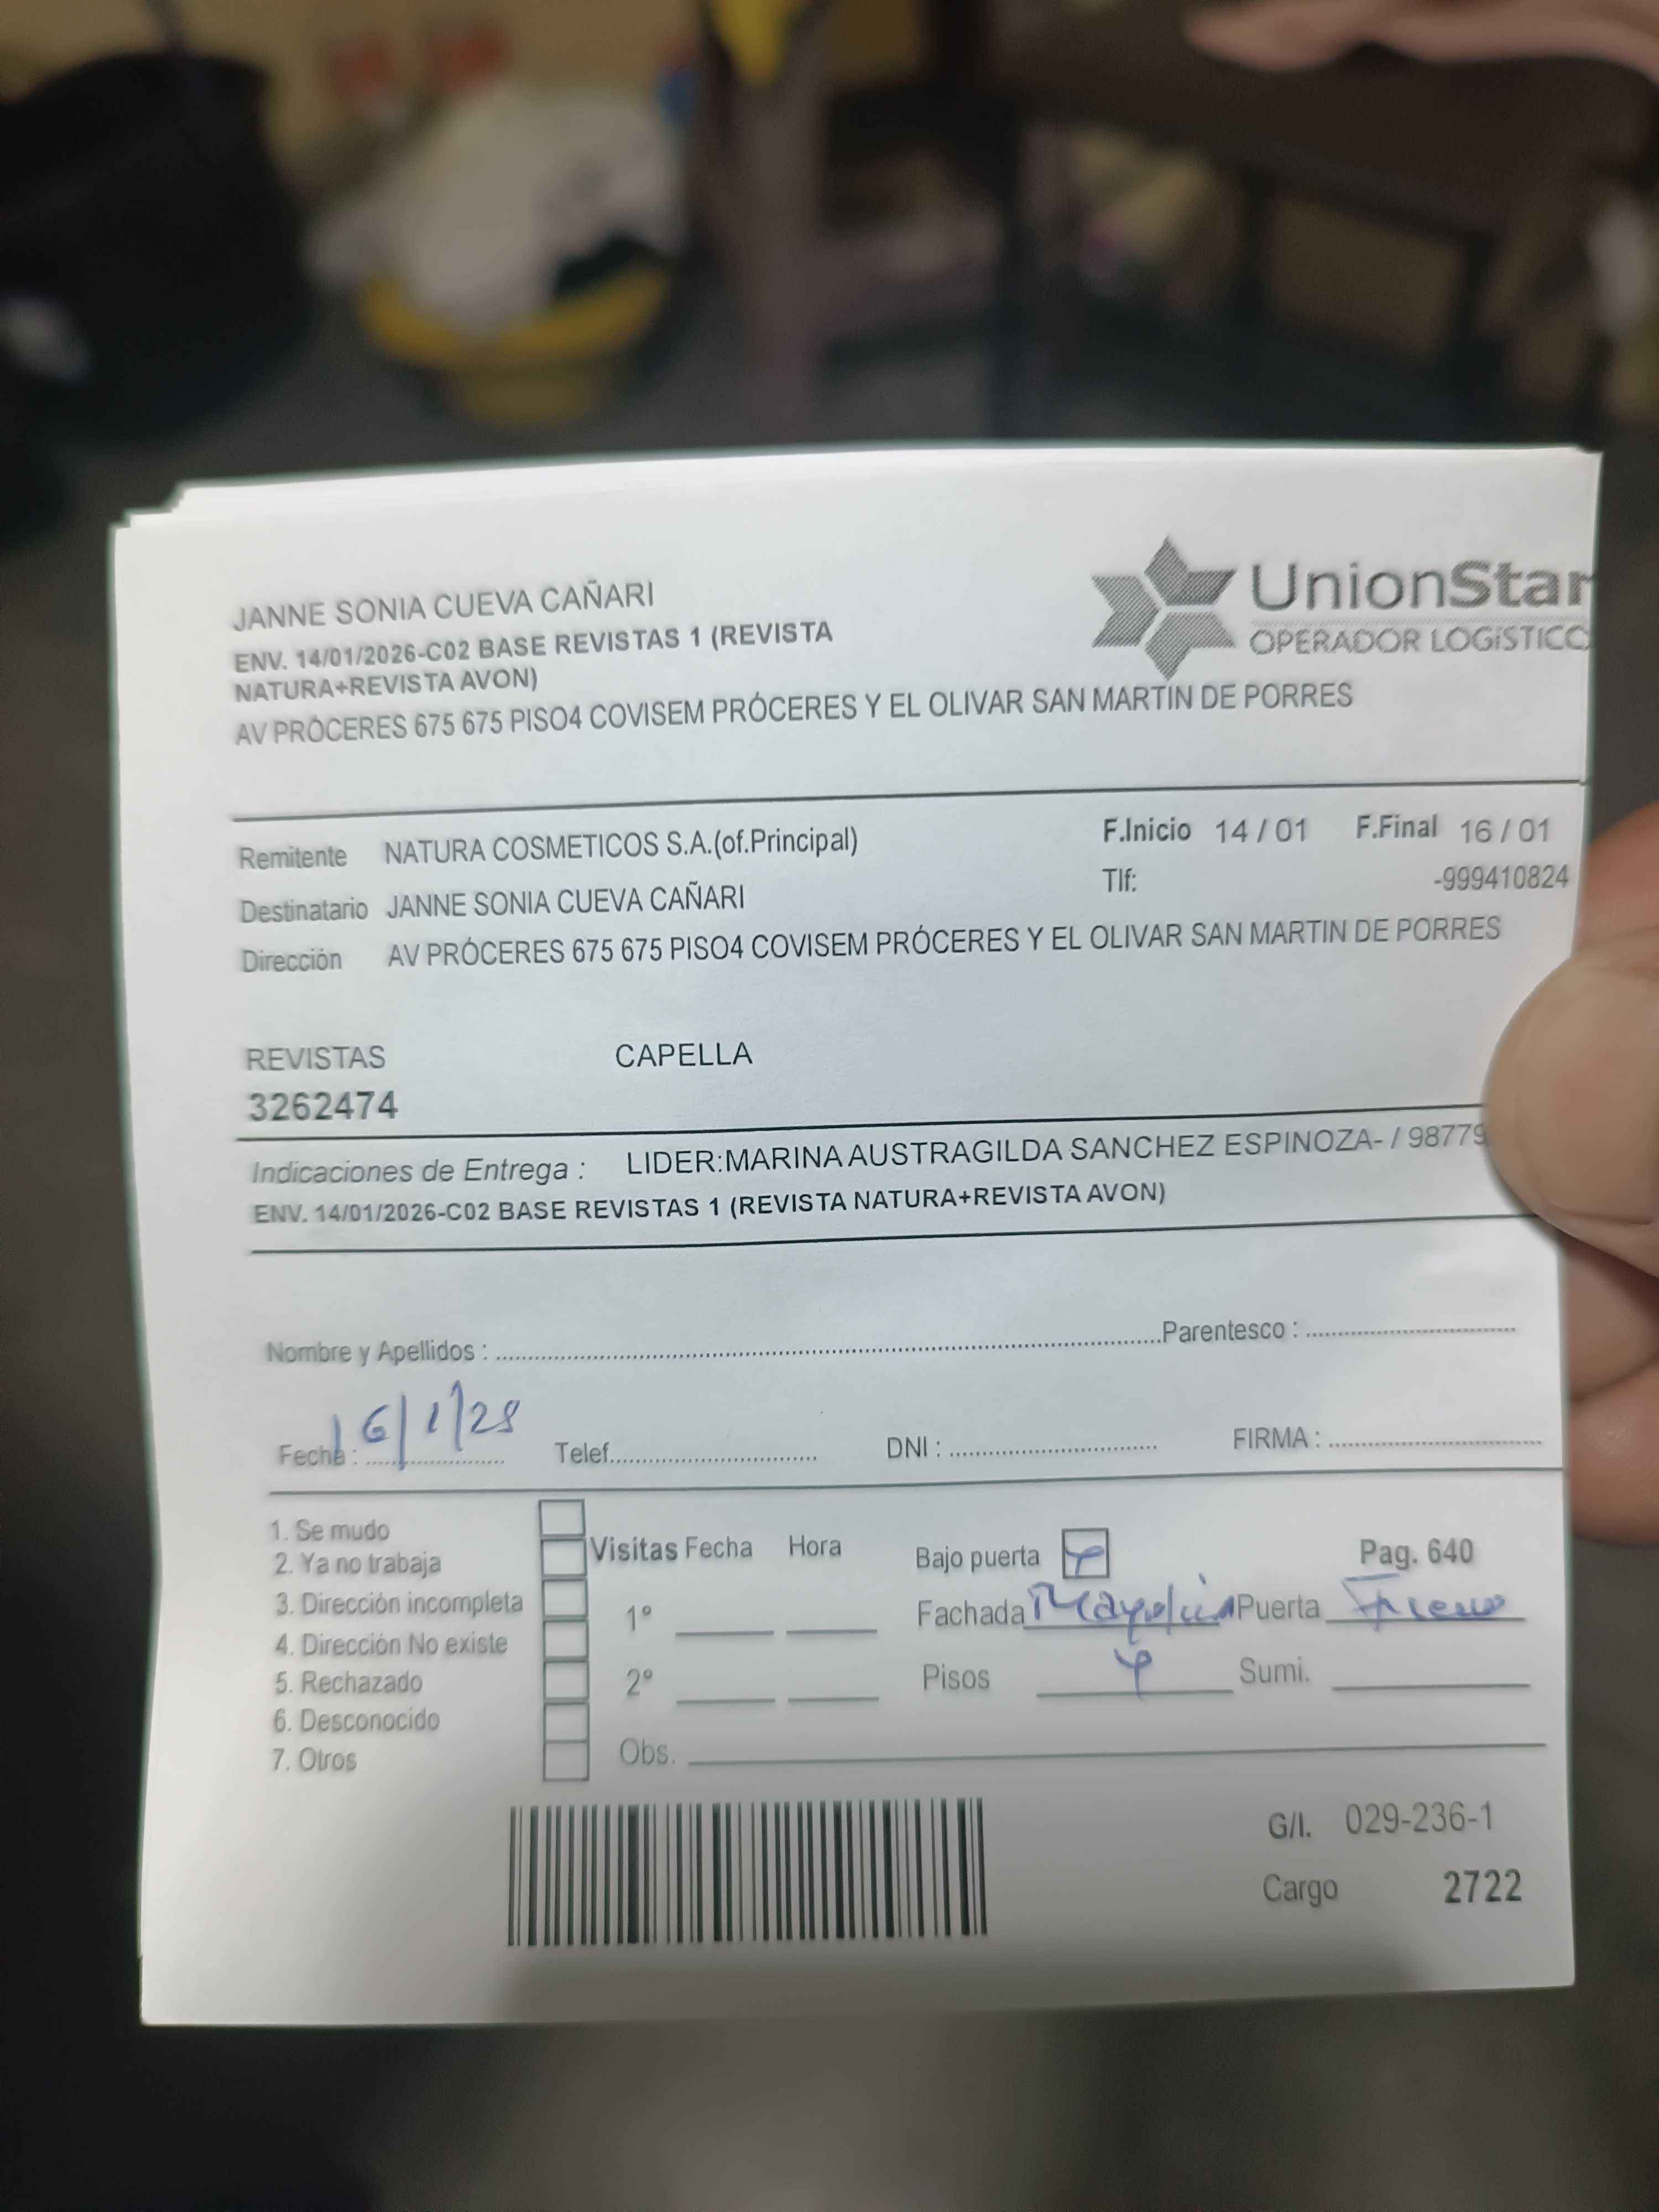 JANNE SONIA CUEVA CAÑARI
ENV. 14/01/2026-C02 BASE REVISTAS 1 (REVISTA
NATURA+REVISTA AVON)
AV PRÓCERES 675 675 PISO4 COVISEM PRÓCERES Y EL OLIVAR SAN MARTIN DE PORRES
UnionStar
OPERADOR LOGÍSTICO
Remitente NATURA COSMETICOS S.A.(of.Principal) F.Inicio 14 / 01 F.Final 16 / 01
Destinatario JANNE SONIA CUEVA CAÑARI Tlf: -999410824
Dirección AV PRÓCERES 675 675 PISO4 COVISEM PRÓCERES Y EL OLIVAR SAN MARTIN DE PORRES
REVISTAS CAPELLA
3262474
Indicaciones de Entrega : LIDER:MARINA AUSTRAGILDA SANCHEZ ESPINOZA- / 98779
ENV. 14/01/2026-C02 BASE REVISTAS 1 (REVISTA NATURA+REVISTA AVON)
Nombre y Apellidos : Parentesco :
Fecha : 16/1/28 Telef. DNI : FIRMA :
1. Se mudo
2. Ya no trabaja
3. Dirección incompleta
4. Dirección No existe
5. Rechazado
6. Desconocido
7. Otros
Visitas Fecha Hora
1º
2º
Obs.
Bajo puerta Pag. 640
Fachada Puerta Fierro
Pisos 4 Sumi.
G/I. 029-236-1
Cargo 2722